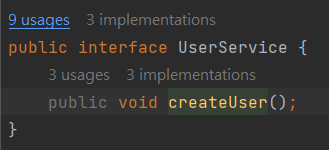 9 usages 3 implementations
public interface UserService {
3 usages 3 implementations
public void createUser();
}